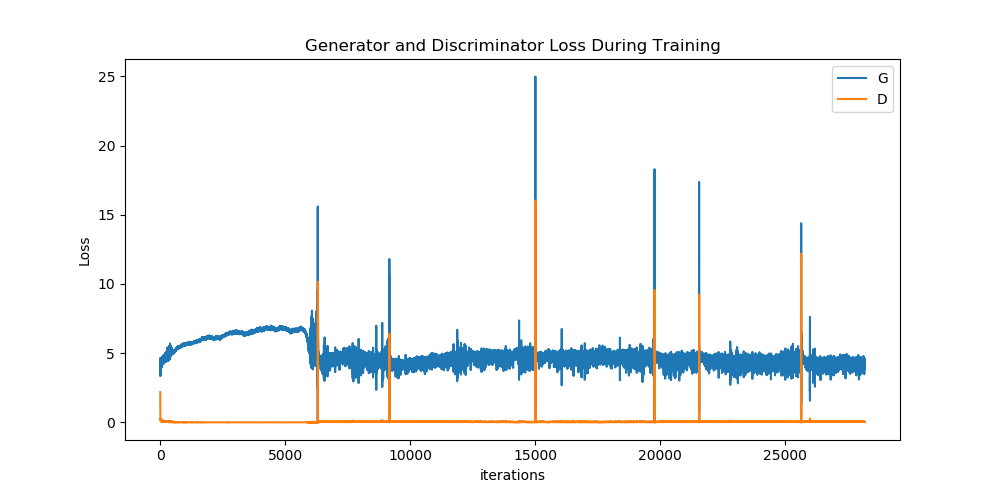 Generator and Discriminator Loss During Training
25
20
15
10
5
0
Loss
G
D
0 5000 10000 15000 20000 25000
iterations